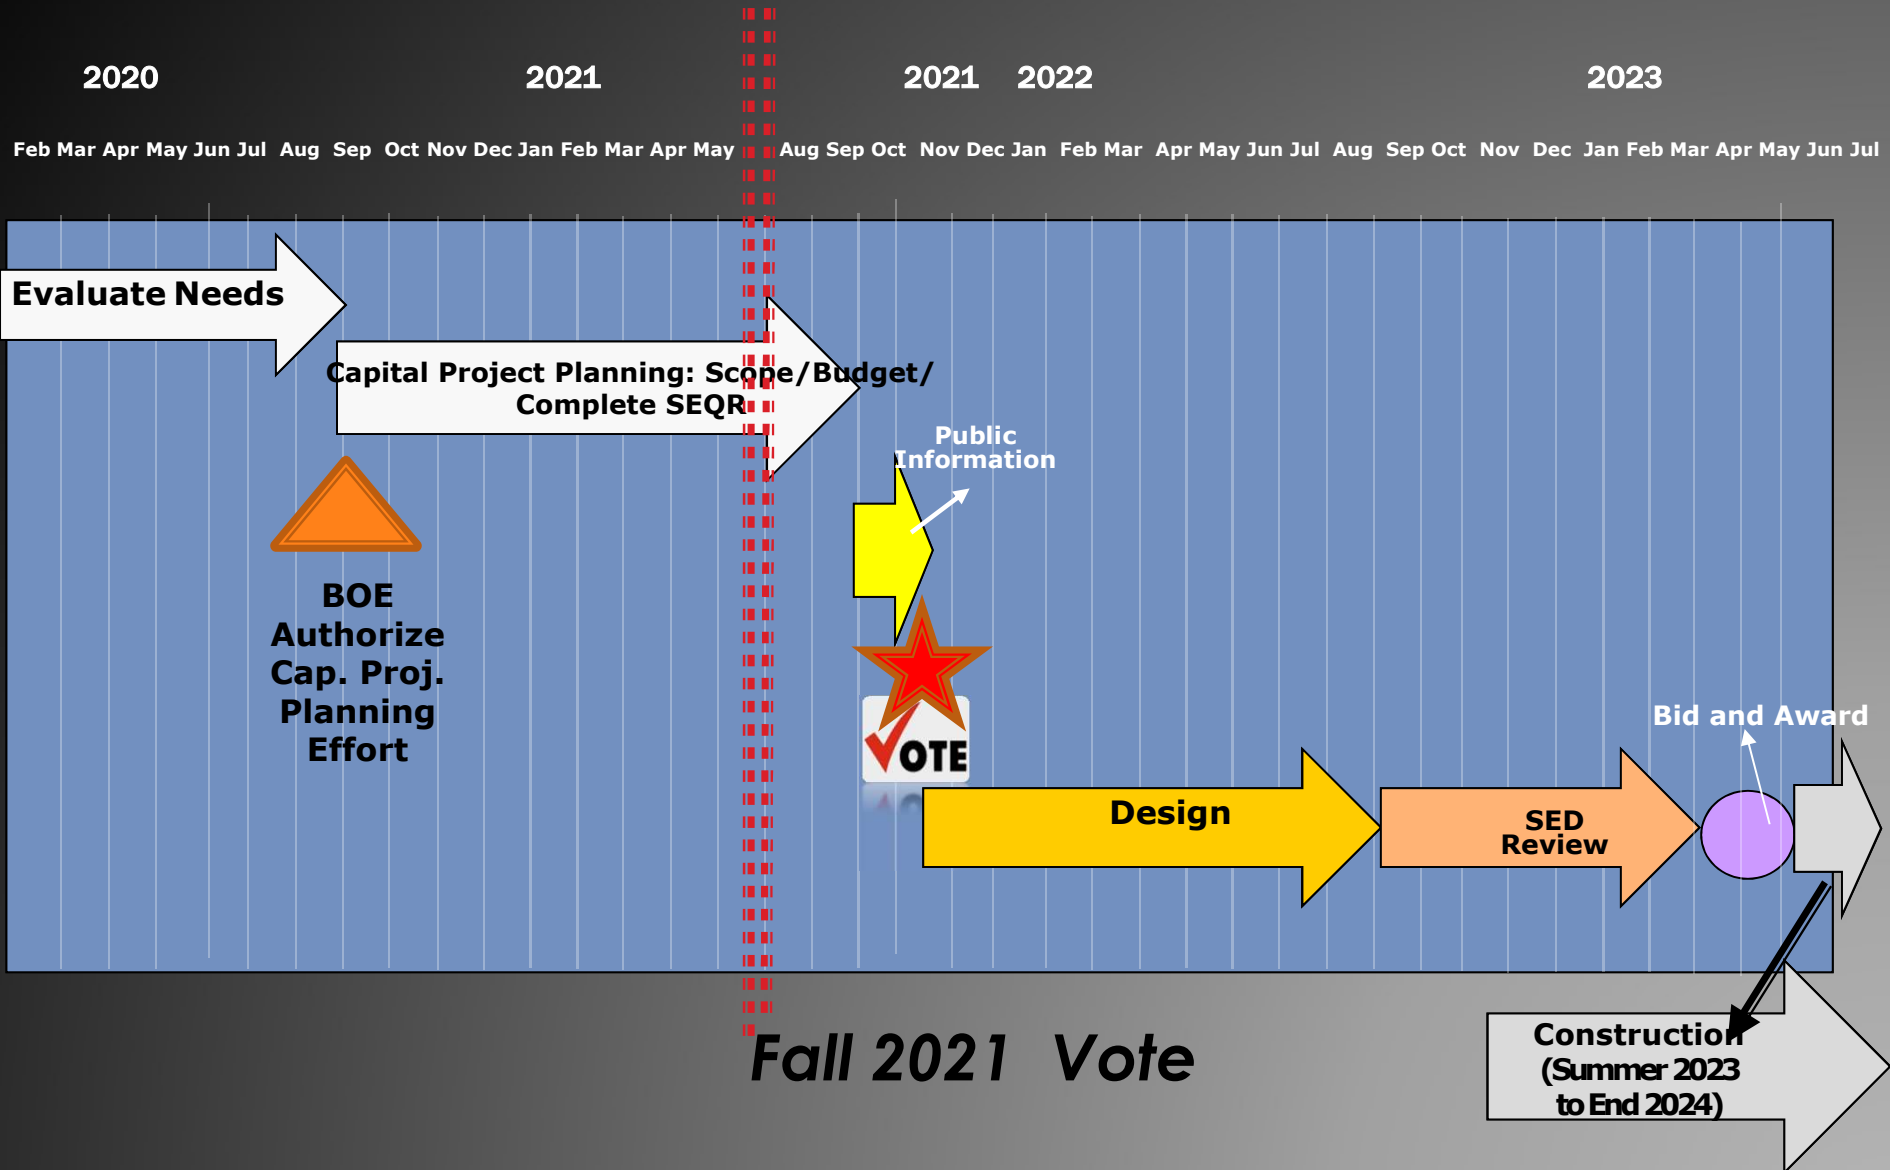 2020 2021 2021 2022 2023
Feb Mar Apr May Jun Jul Aug Sep Oct Nov Dec Jan Feb Mar Apr May Aug Sep Oct Nov Dec Jan Feb Mar Apr May Jun Jul Aug Sep Oct Nov Dec Jan Feb Mar Apr May Jun Jul
Evaluate Needs
Capital Project Planning: Scope/Budget/
Complete SEQR
Public
Information
BOE
Authorize
Cap. Proj.
Planning
Effort
VOTE
Bid and Award
Design
SED
Review
Fall 2021 Vote
Construction
(Summer 2023
to End 2024)